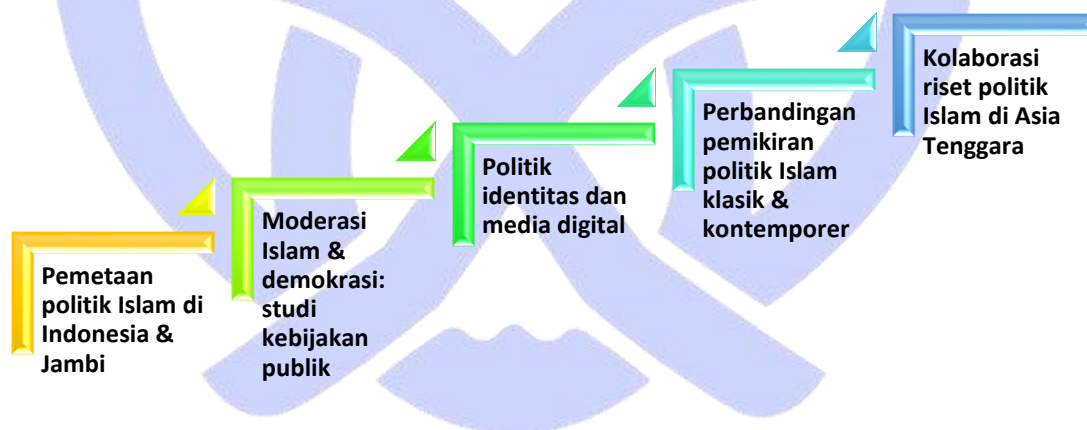 Pemetaan
politik Islam di
Indonesia &
Jambi
Moderasi
Islam &
demokrasi:
studi
kebijakan
publik
Politik
identitas dan
media digital
Perbandingan
pemikiran
politik Islam
klasik &
kontemporer
Kolaborasi
riset politik
Islam di Asia
Tenggara